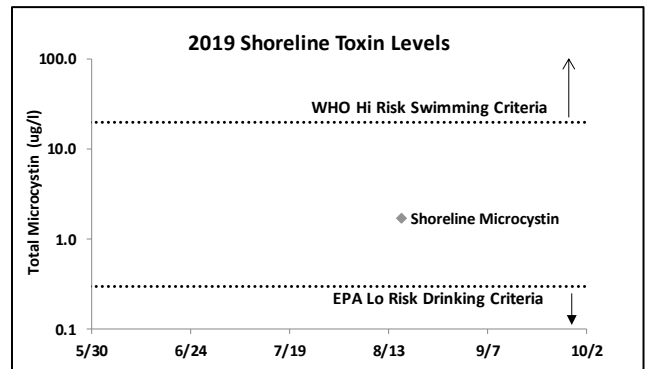 2019 Shoreline Toxin Levels
100.0
WHO Hi Risk Swimming Criteria
10.0
Total Microcystin (ug/l)
Shoreline Microcystin
1.0
EPA Lo Risk Drinking Criteria
0.1
5/30 6/24 7/19 8/13 9/7 10/2